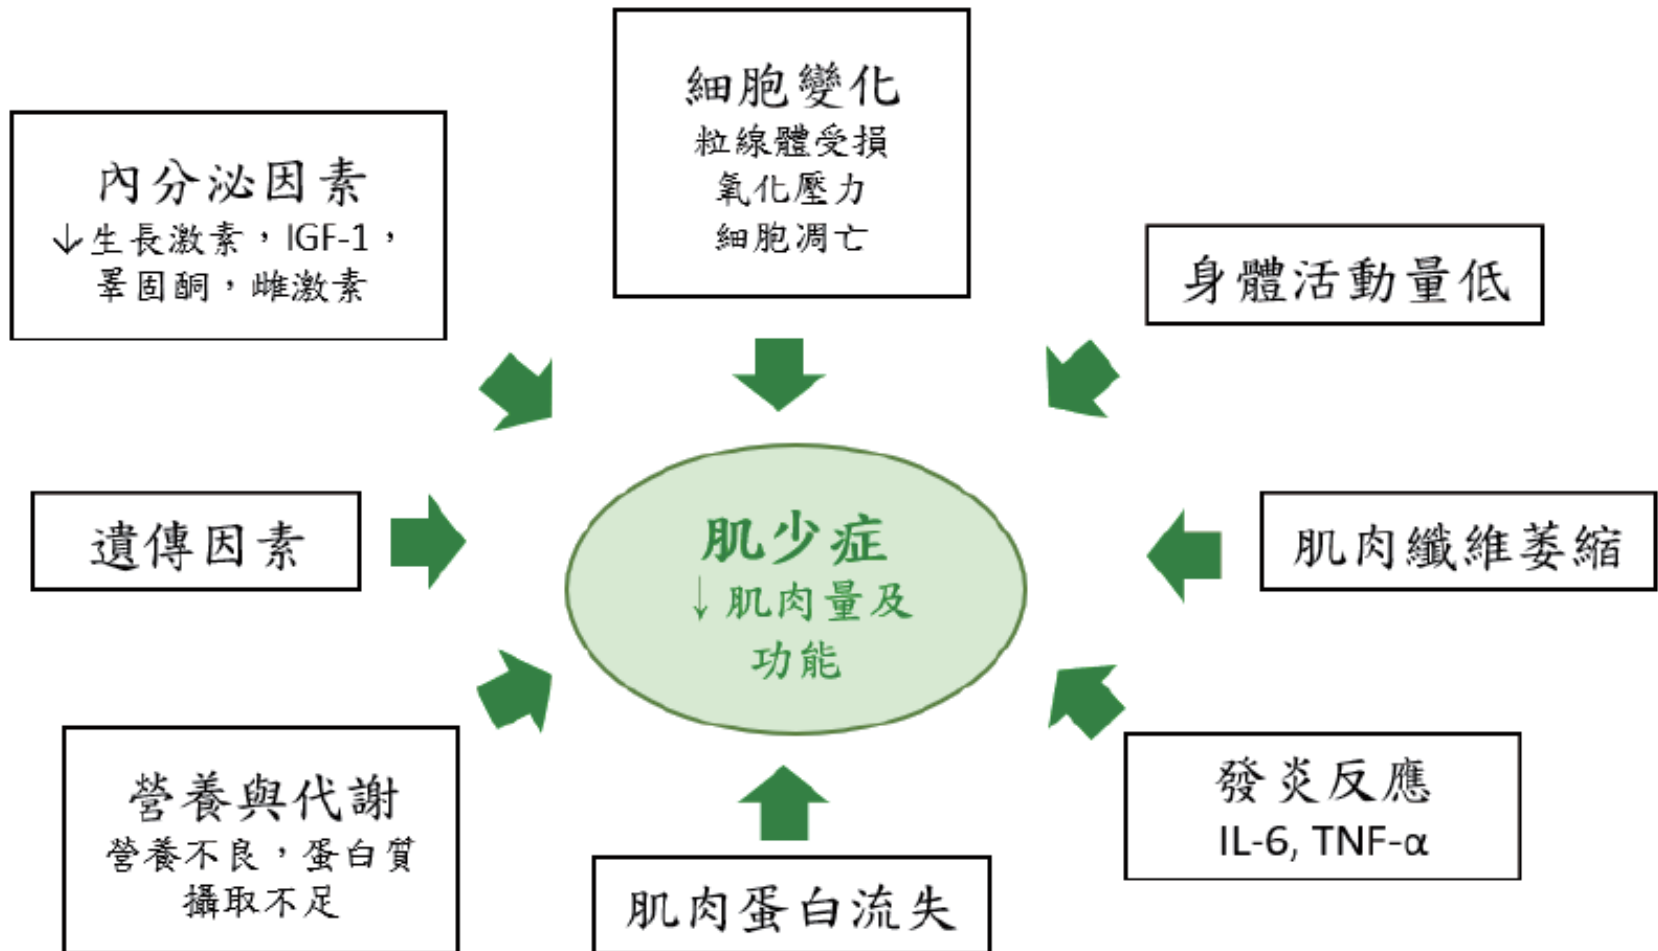 細胞變化
粒線體受損
氧化壓力
細胞凋亡
內分泌因素
↓生長激素，IGF-1，
睪固酮，雌激素
身體活動量低
遺傳因素
肌少症
↓肌肉量及
功能
肌肉纖維萎縮
營養與代謝
營養不良，蛋白質
攝取不足
肌肉蛋白流失
發炎反應
IL-6, TNF-α